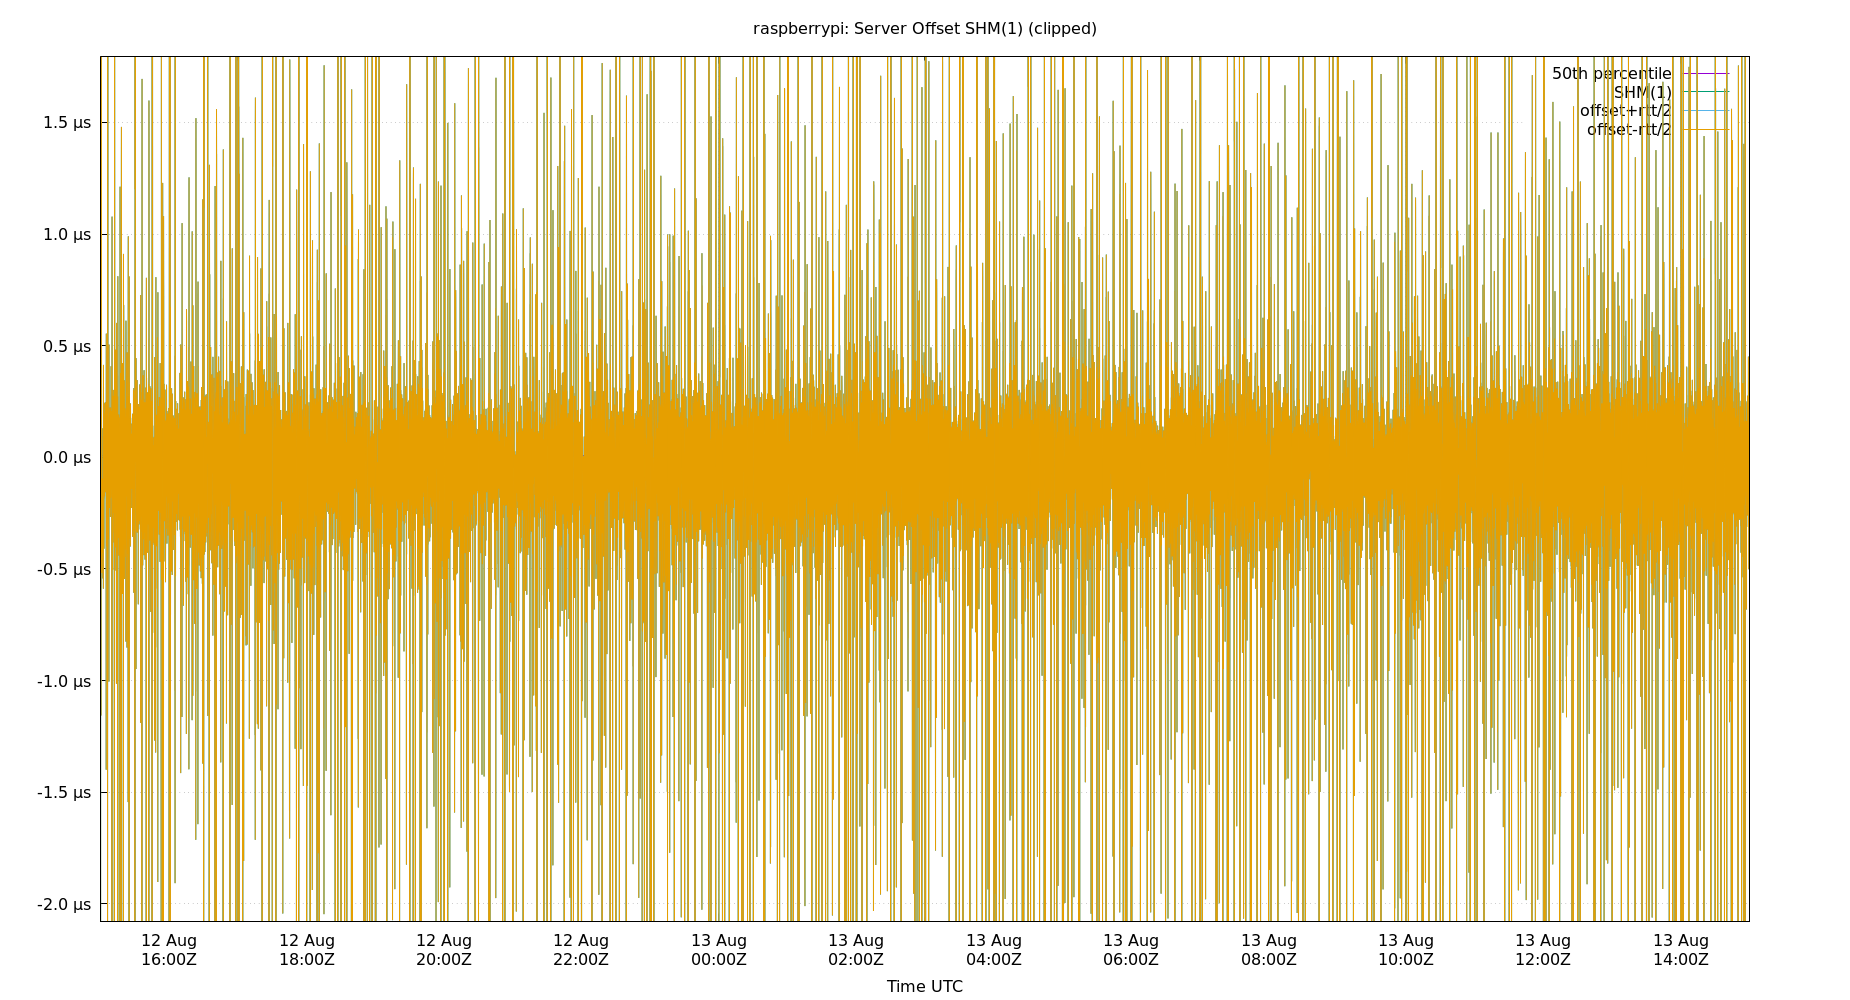 raspberrypi: Server Offset SHM(1) (clipped)
50th percentile
SHM(1)
offset+rtt/2
offset-rtt/2
1.5 µs
1.0 µs
0.5 µs
0.0 µs
-0.5 µs
-1.0 µs
-1.5 µs
-2.0 µs
12 Aug 12 Aug 12 Aug 12 Aug 13 Aug 13 Aug 13 Aug 13 Aug 13 Aug 13 Aug 13 Aug 13 Aug
16:00Z 18:00Z 20:00Z 22:00Z 00:00Z 02:00Z 04:00Z 06:00Z 08:00Z 10:00Z 12:00Z 14:00Z
Time UTC